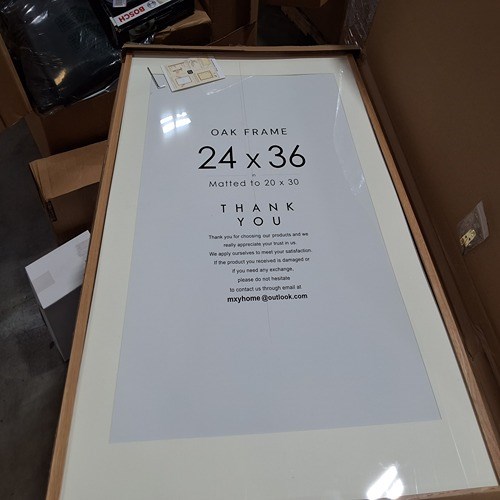 BOSCH
OAK FRAME
24 x 36
Matted to 20 x 30
THANK
YOU
Thank you for choosing our products and we
really appreciate your trust in us
We apply ourselves to meet your satisfaction.
If the product you received is damaged or
if you need any exchange,
please do not hesitate
to contact us through email at
mxyhome@outlook.com